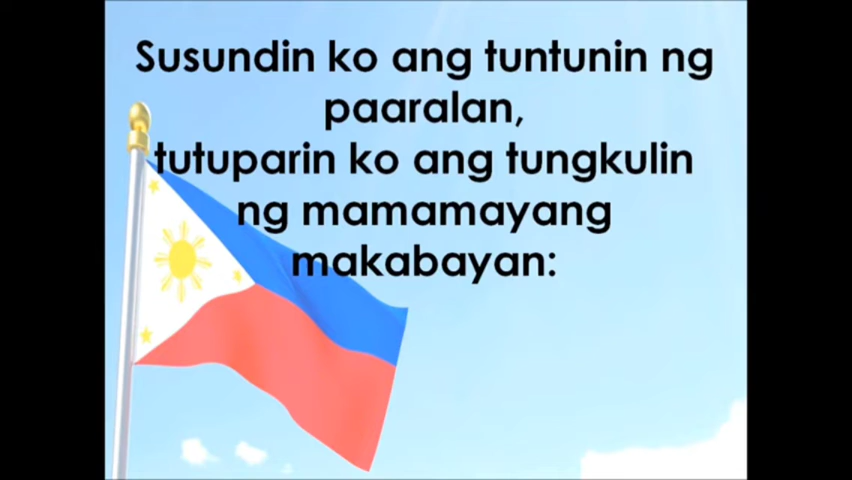 Susundin ko ang tuntunin ng
paaralan,
tutuparin ko ang tungkulin
ng mamamayang
makabayan: